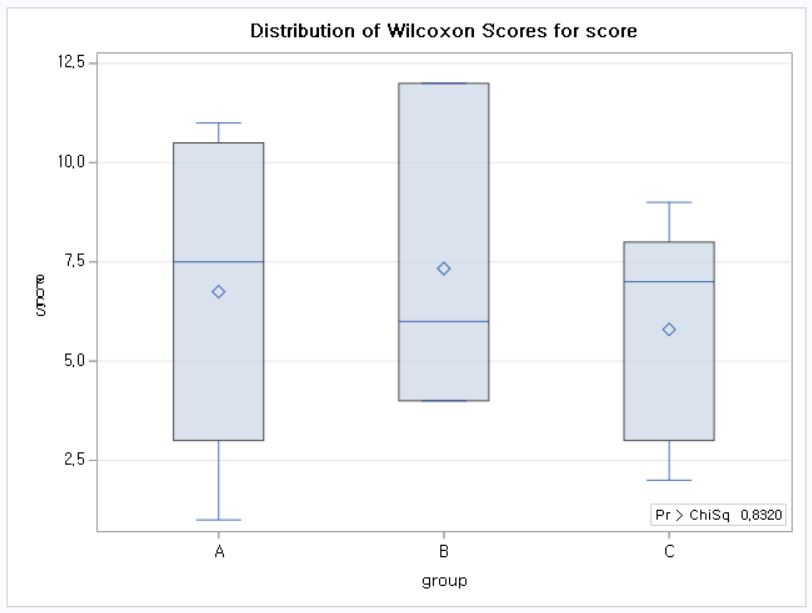 Distribution of Wilcoxon Scores for score
12,5
10,0
7,5
5,0
2,5
score
A B C
group
Pr > ChiSq 0,8320